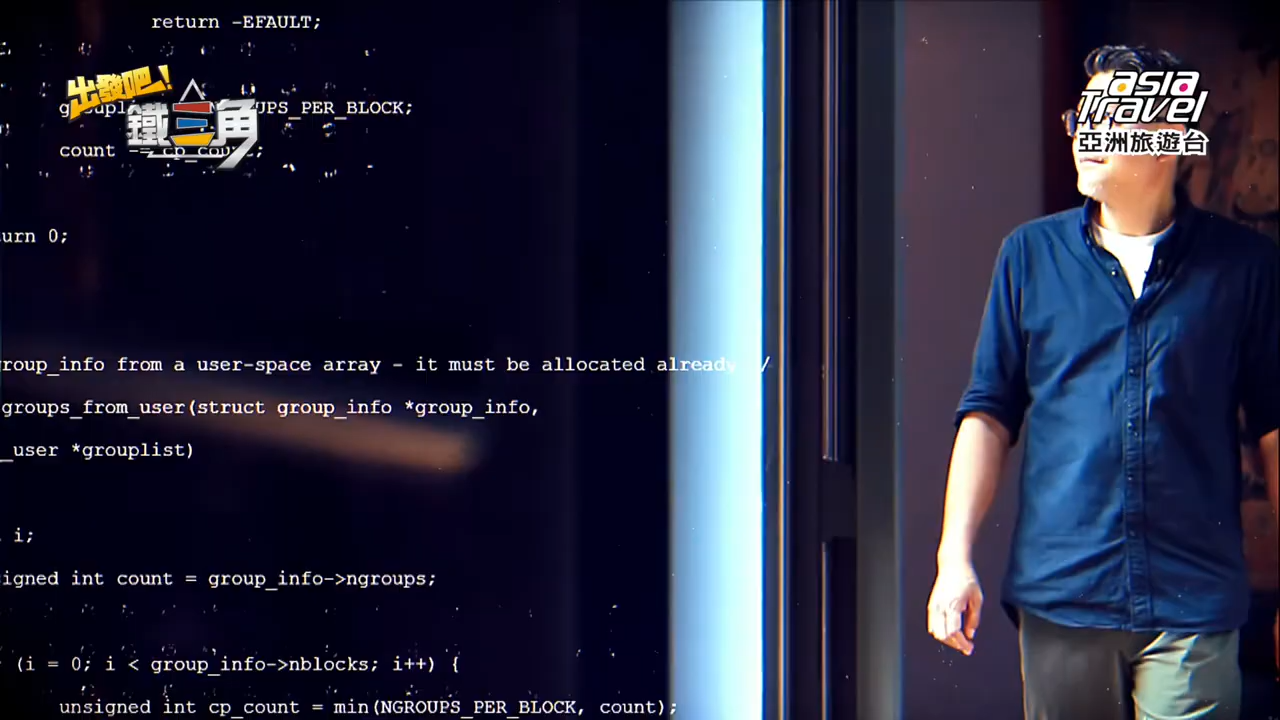 return -EFAULT;
出發吧!
鐵三角
NGROUPS_PER_BLOCK;
count -= cp_count;
asia
Travel
亞洲旅遊台
urn 0;
group_info from a user-space array - it must be allocated already */
groups_from_user(struct group_info *group_info,
_user *grouplist)
i;
signed int count = group_info->ngroups;
(i = 0; i < group_info->nblocks; i++) {
unsigned int cp_count = min(NGROUPS_PER_BLOCK, count);